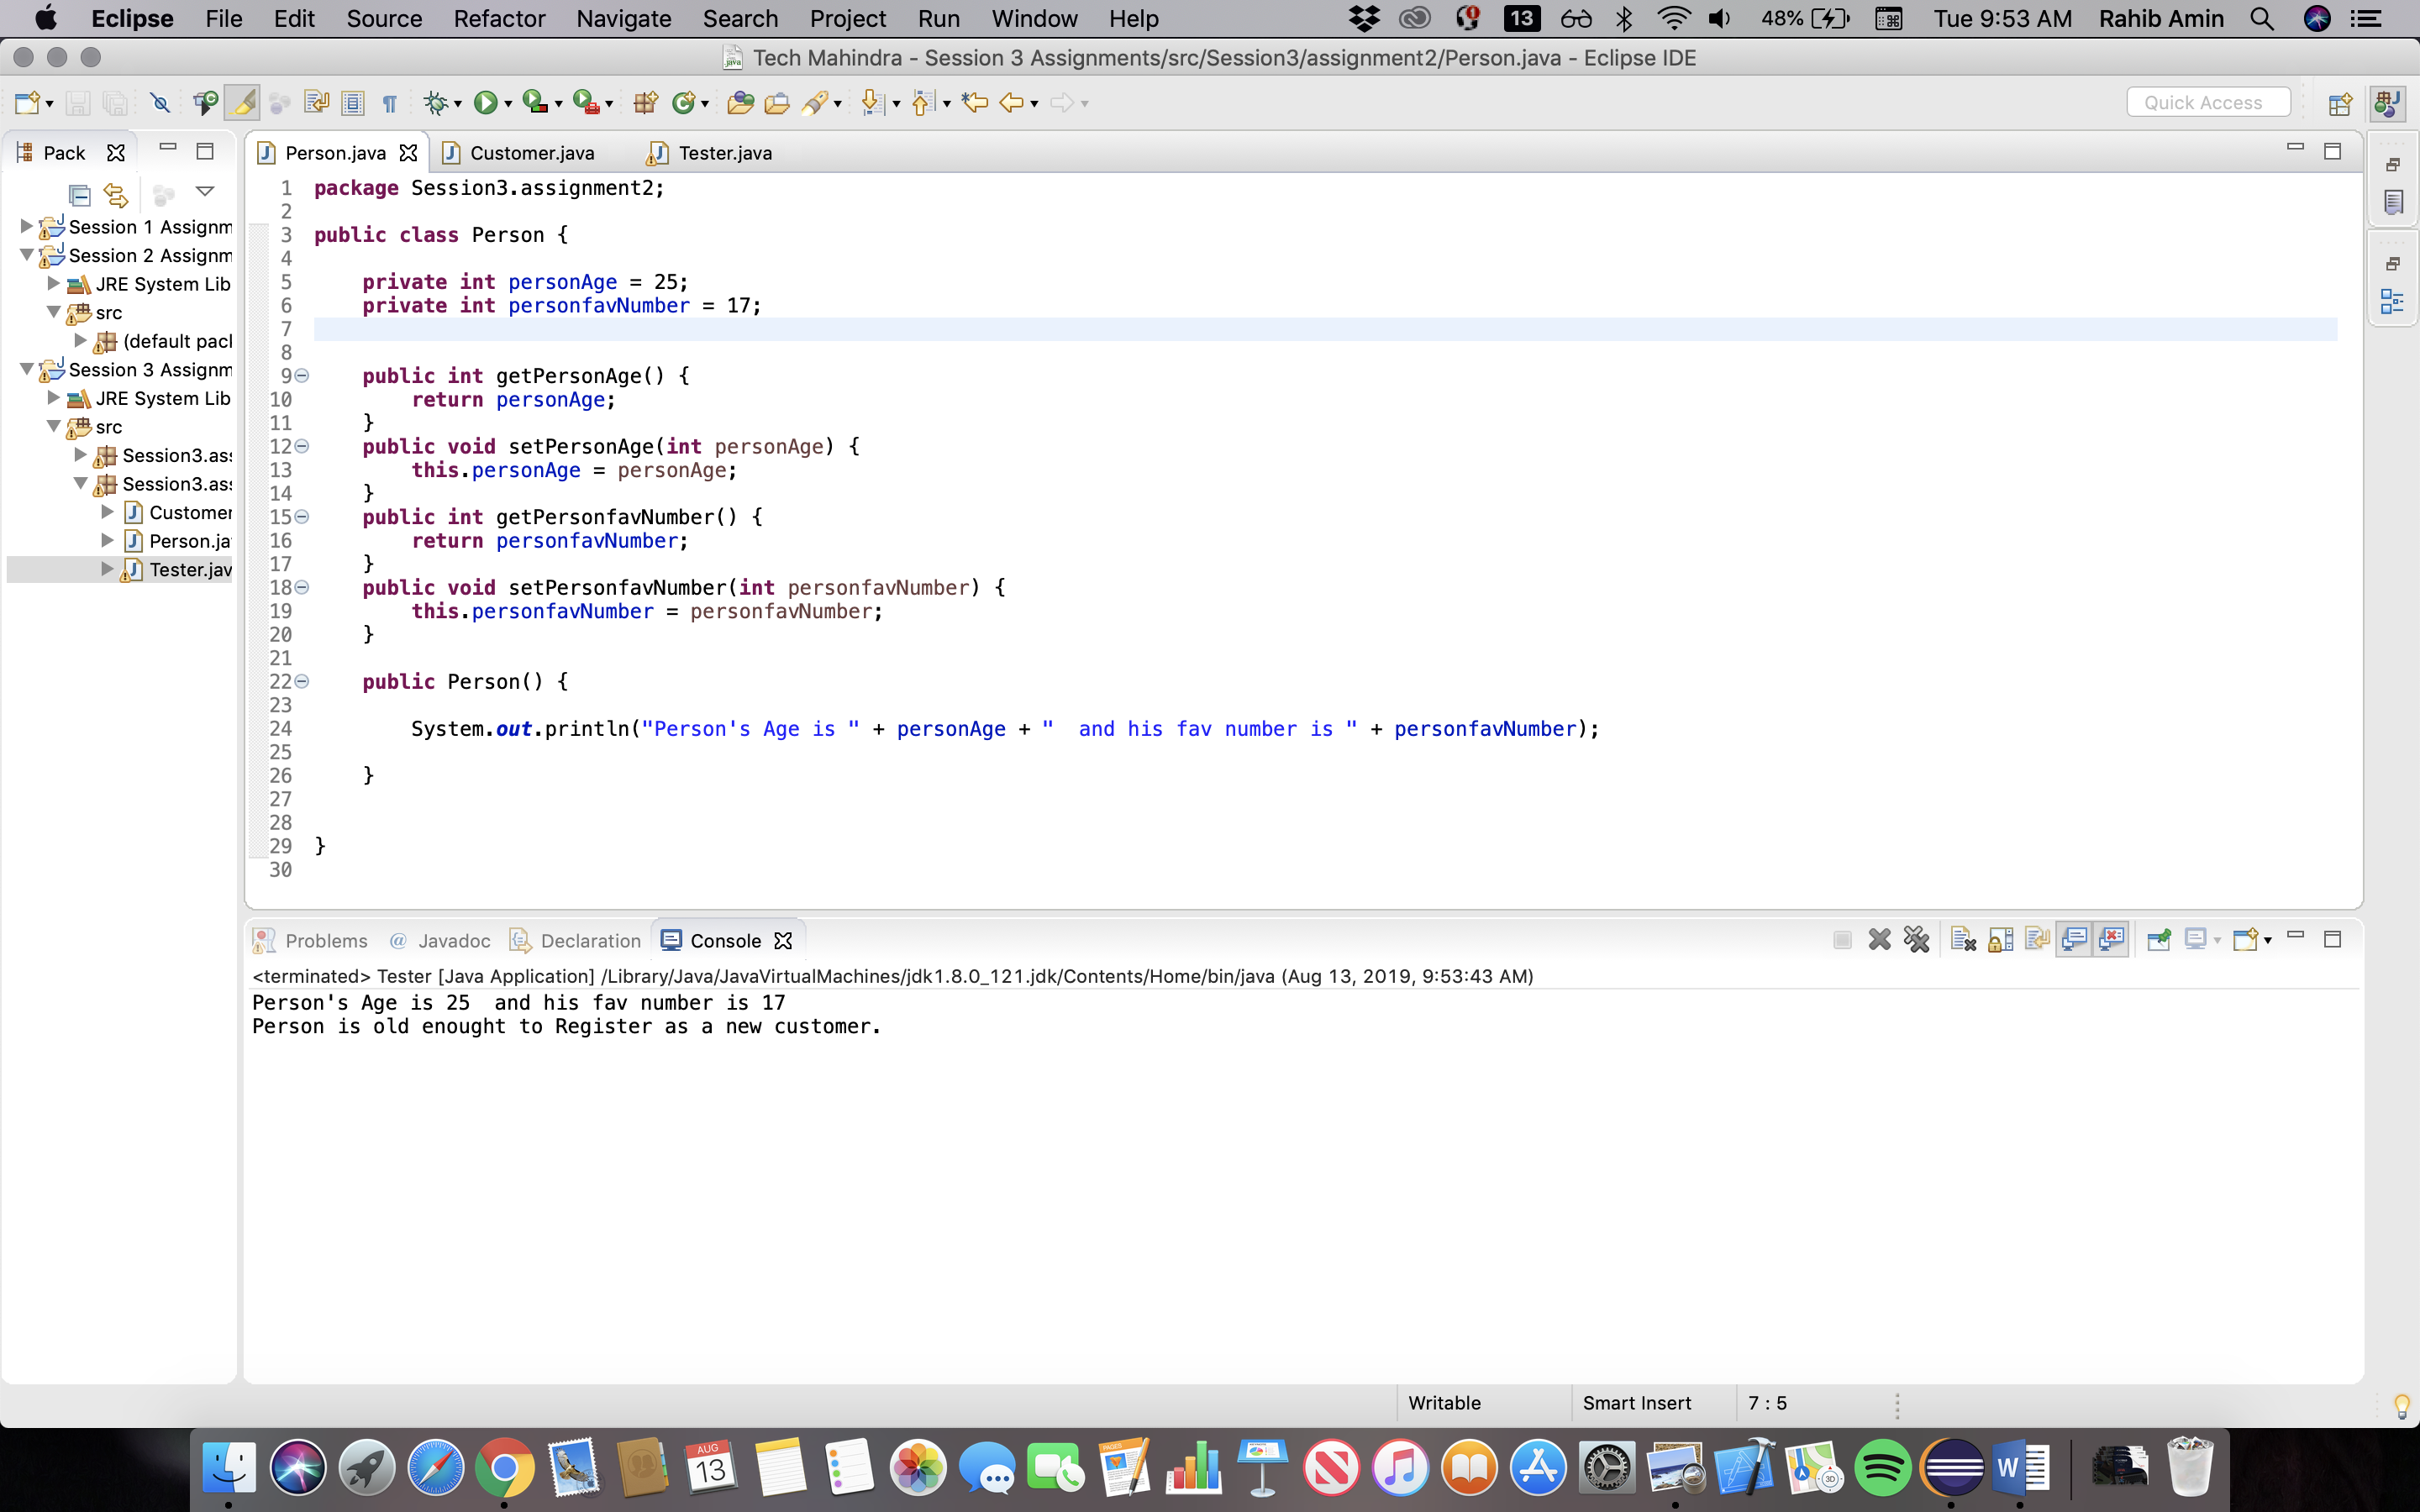 Eclipse File Edit Source Refactor Navigate Search Project Run Window Help 13 48% Tue 9:53 AM Rahib Amin
Tech Mahindra - Session 3 Assignments/src/Session3/assignment2/Person.java - Eclipse IDE
Quick Access
Pack
Session 1 Assignm
Session 2 Assignm
JRE System Lib
src
(default pacl
Session 3 Assignm
JRE System Lib
src
Session3.ass
Session3.ass
Customer
Person.ja
Tester.jav
Person.java Customer.java Tester.java
1 package Session3.assignment2;
2
3 public class Person {
4
5 private int personAge = 25;
6 private int personfavNumber = 17;
7
8
9 public int getPersonAge() {
10 return personAge;
11 }
12 public void setPersonAge(int personAge) {
13 this.personAge = personAge;
14 }
15 public int getPersonfavNumber() {
16 return personfavNumber;
17 }
18 public void setPersonfavNumber(int personfavNumber) {
19 this.personfavNumber = personfavNumber;
20 }
21
22 public Person() {
23
24 System.out.println("Person's Age is " + personAge + "  and his fav number is " + personfavNumber);
25
26 }
27
28
29 }
30
Problems @ Javadoc Declaration Console
<terminated> Tester [Java Application] /Library/Java/JavaVirtualMachines/jdk1.8.0_121.jdk/Contents/Home/bin/java (Aug 13, 2019, 9:53:43 AM)
Person's Age is 25  and his fav number is 17
Person is old enought to Register as a new customer.
Writable Smart Insert 7 : 5
AUG
13
PAGES
3D
W